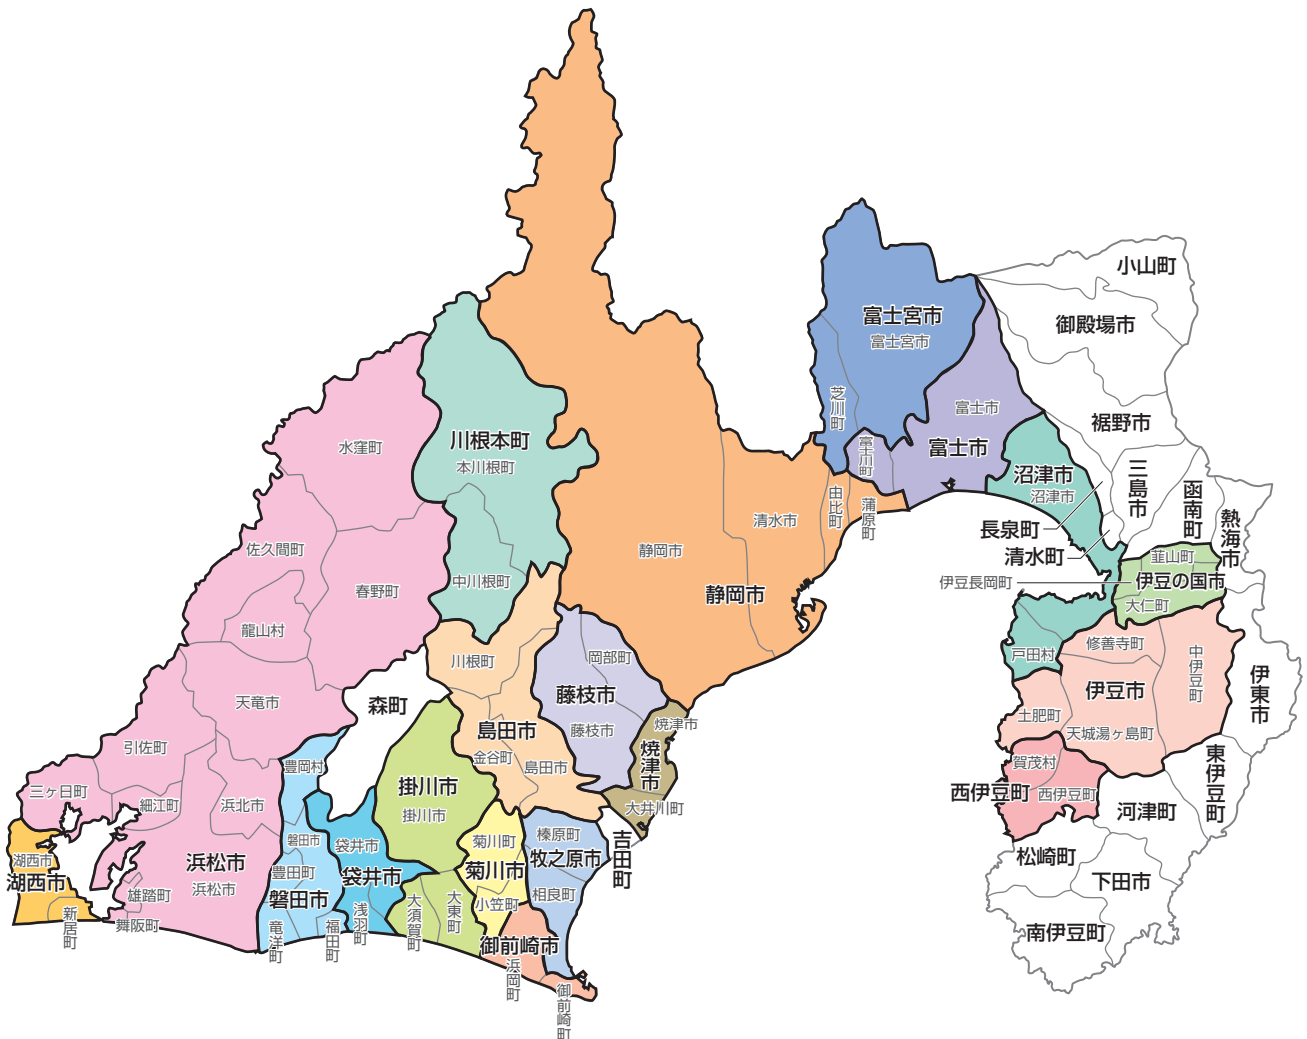 小山町
御殿場市
富士宮市
富士宮市
芝川町
富士市
富士市
富士川町
裾野市
沼津市
沼津市
三島市
函南町
熱海市
長泉町
清水町
韮山町
伊豆長岡町
伊豆の国市
大仁町
戸田村
修善寺町
中伊豆町
伊豆市
土肥町
天城湯ヶ島町
伊東市
賀茂村
西伊豆町
西伊豆町
東伊豆町
河津町
松崎町
下田市
南伊豆町
川根本町
本川根町
中川根町
静岡市
清水市
由比町
蒲原町
静岡市
水窪町
佐久間町
春野町
龍山村
天竜市
引佐町
三ヶ日町
細江町
浜北市
浜松市
浜松市
雄踏町
舞阪町
湖西市
湖西市
新居町
森町
川根町
島田市
金谷町
島田市
岡部町
藤枝市
藤枝市
焼津市
焼津市
大井川町
吉田町
豊岡村
磐田市
豊田町
磐田市
竜洋町
福田町
袋井市
袋井市
浅羽町
掛川市
掛川市
大須賀町
大東町
菊川町
菊川市
小笠町
榛原町
牧之原市
相良町
御前崎市
浜岡町
御前崎町